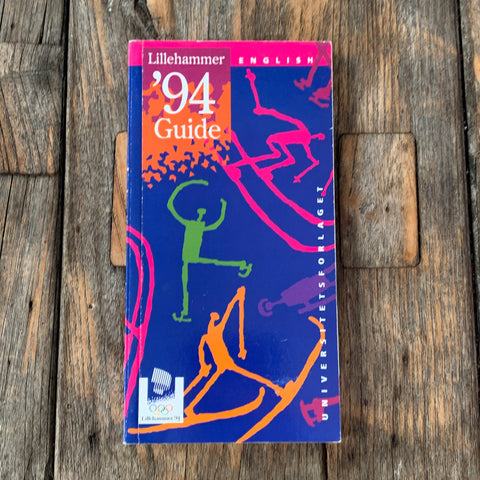 Lillehammer
ENGLISH
'94
Guide
UNIVERSITETSFORLAGET
Lillehammer '94